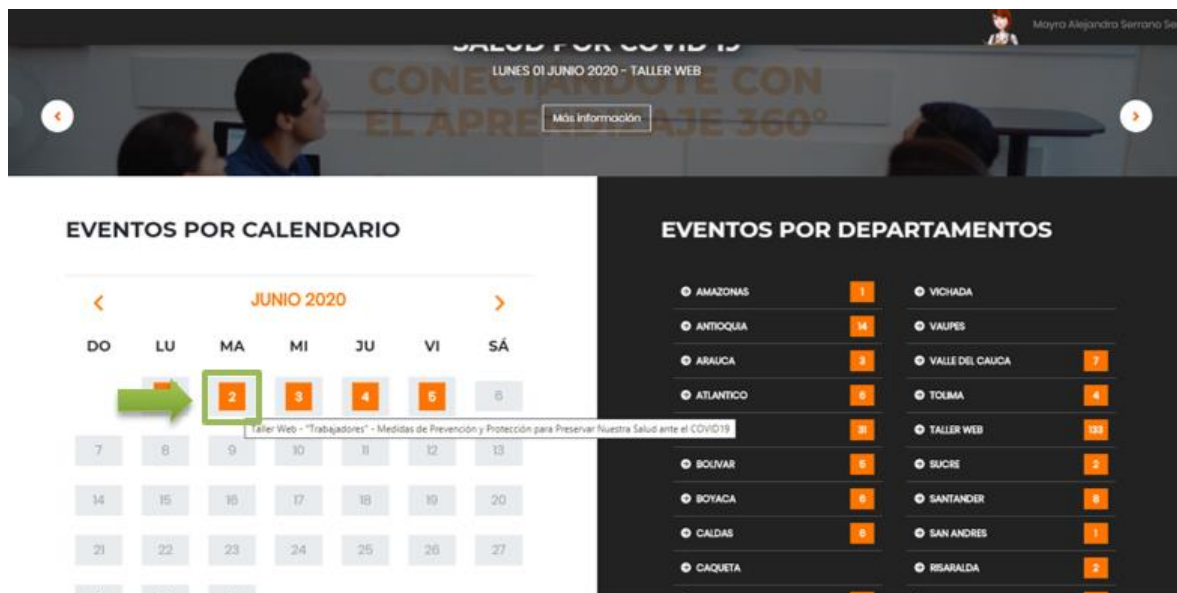 Mayra Alejandra Serrano Se
SALUD POR COVID 19
LUNES 01 JUNIO 2020 - TALLER WEB
CONECTANDOTE CON
EL APRENDIZAJE 360°
Más información
EVENTOS POR CALENDARIO
JUNIO 2020
DO LU MA MI JU VI SÁ
2 3 4 5 6
Taller Web - "Trabajadores" - Medidas de Prevención y Protección para Preservar Nuestra Salud ante el COVID19
7 8 9 10 11 12 13
14 15 16 17 18 19 20
21 22 23 24 25 26 27
EVENTOS POR DEPARTAMENTOS
AMAZONAS 1
ANTIOQUIA 14
ARAUCA 3
ATLANTICO 6
31
BOLIVAR 5
BOYACA 6
CALDAS 6
CAQUETA
VICHADA
VAUPES
VALLE DEL CAUCA 7
TOLIMA 4
TALLER WEB 133
SUCRE 2
SANTANDER 8
SAN ANDRES 1
RISARALDA 2